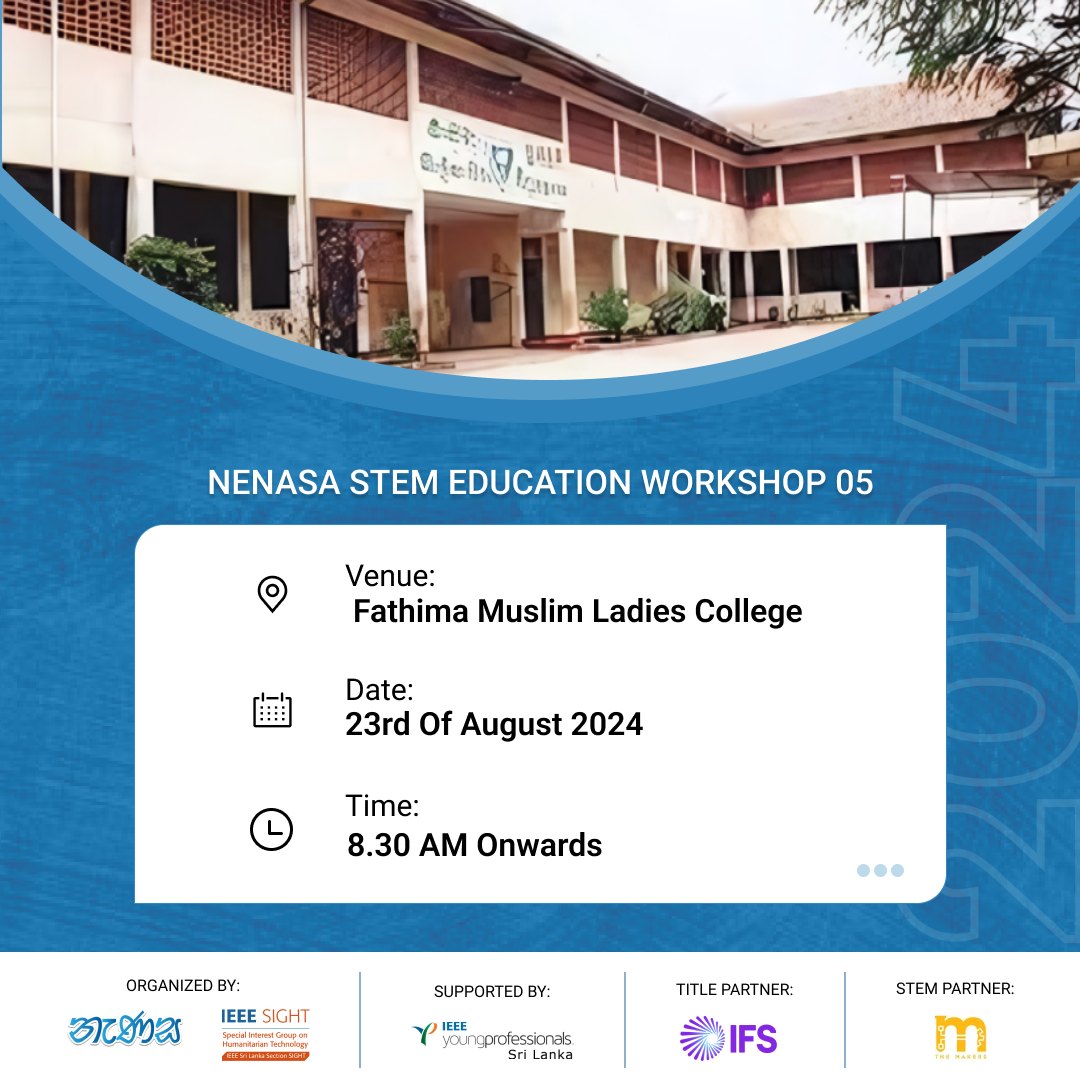 NENASA STEM EDUCATION WORKSHOP 05
Venue:
Fathima Muslim Ladies College
Date:
23rd Of August 2024
Time:
8.30 AM Onwards
2024
ORGANIZED BY:
නැණස
IEEE SIGHT
Special Interest Group on
Humanitarian Technology
IEEE Sri Lanka Section SIGHT
SUPPORTED BY:
IEEE
youngprofessionals
Sri Lanka
TITLE PARTNER:
IFS
STEM PARTNER:
m
THE MAKERS